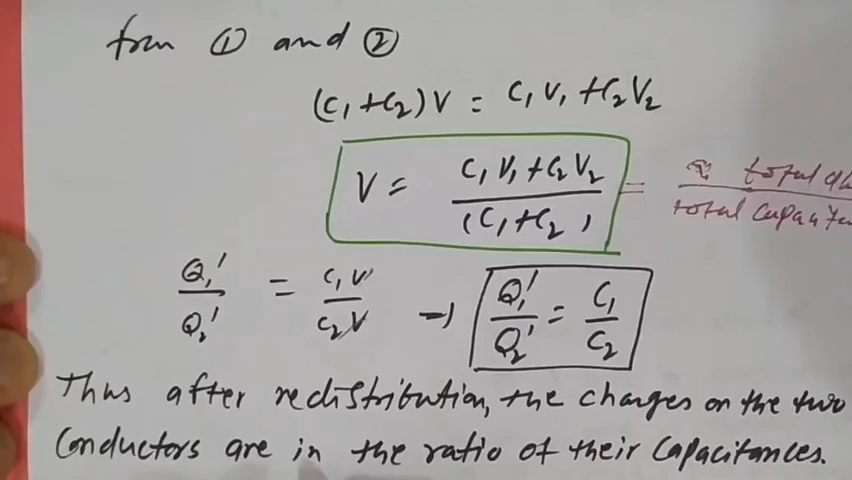 from ① and ②
(C₁+C₂)V = C₁V₁+C₂V₂
V = (C₁V₁+C₂V₂)/(C₁+C₂) = total / total
Q₁'/Q₂' = C₁V/C₂V → Q₁'/Q₂' = C₁/C₂
Thus after redistribution, the charges on the two
Conductors are in the ratio of their Capacitances.